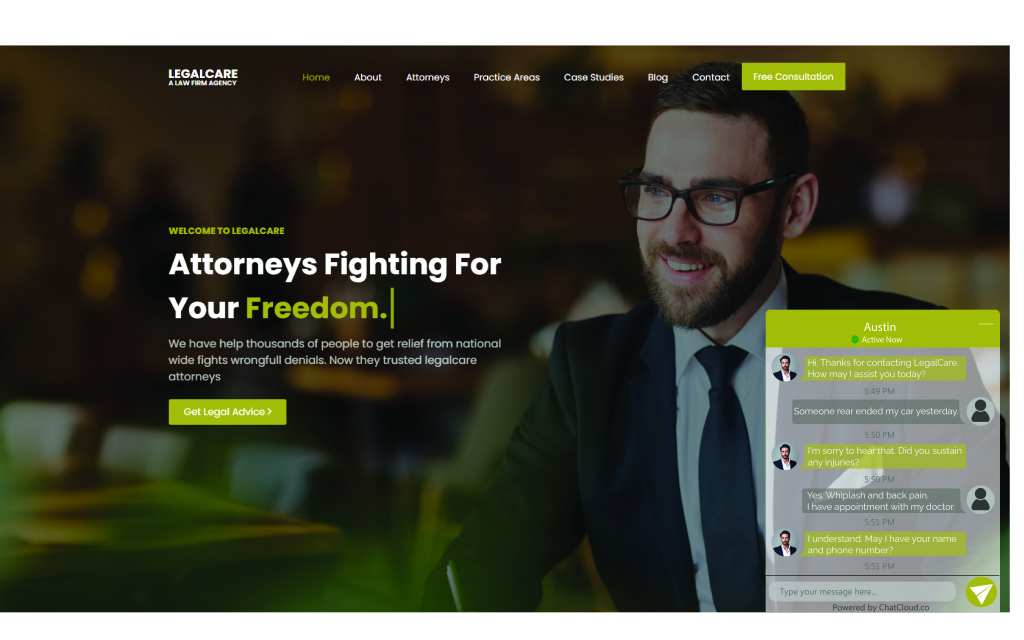 LEGALCARE
A LAW FIRM AGENCY
Home
About
Attorneys
Practice Areas
Case Studies
Blog
Contact
Free Consultation
WELCOME TO LEGALCARE
Attorneys Fighting For
Your Freedom.
We have help thousands of people to get relief from national
wide fights wrongfull denials. Now they trusted legalcare
attorneys
Get Legal Advice >
Austin
Active Now
Hi. Thanks for contacting LegalCare.
How may I assist you today?
5:49 PM
Someone rear ended my car yesterday.
5:50 PM
I'm sorry to hear that. Did you sustain
any injuries?
5:50 PM
Yes. Whiplash and back pain.
I have appointment with my doctor.
5:51 PM
I understand. May I have your name
and phone number?
5:51 PM
Type your message here...
Powered by ChatCloud.co